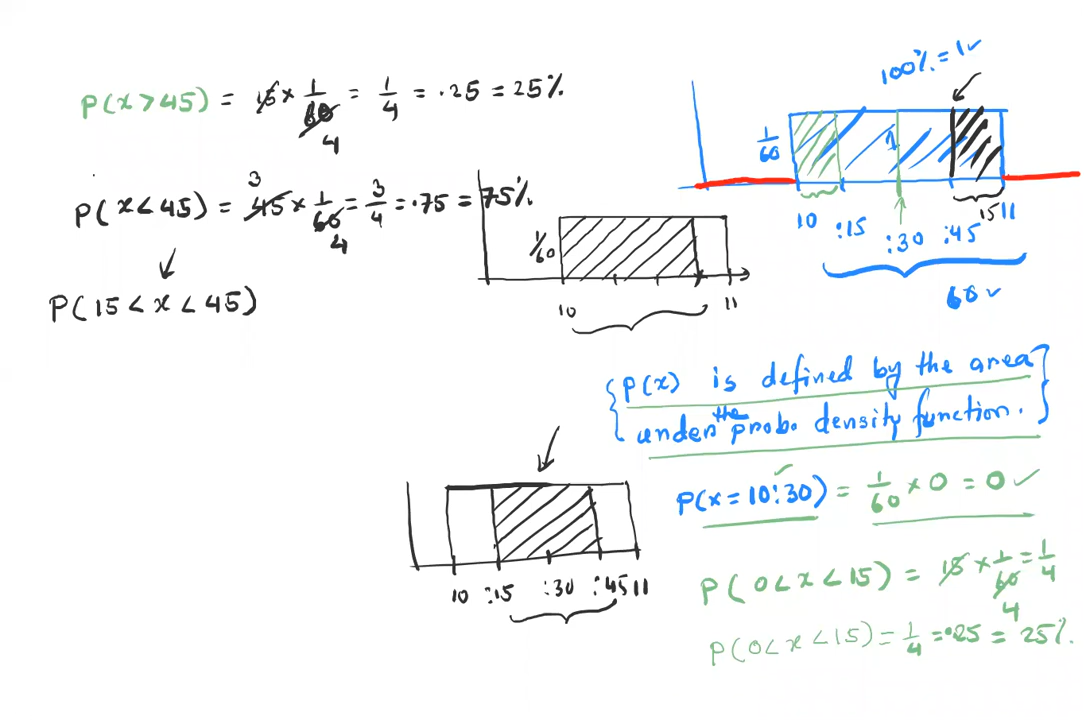 P(x>45) = 15 × 1/60 = 1/4 = .25 = 25%
4
3
P(x<45) = 45 × 1/60 = 3/4 = .75 = 75%
4
P(15 < x < 45)
100% = 1✓
1/60
10 :15 :30 :45 15 11
60 ✓
1/60
10 11
{P(x) is defined by the area
under the prob. density function.}
P(x = 10:30) = 1/60 × 0 = 0 ✓
10 :15 :30 :45 11
P(0 < x < 15) = 15 × 1/60 = 1/4
4
P(0 < x < 15) = 1/4 = .25 = 25%.